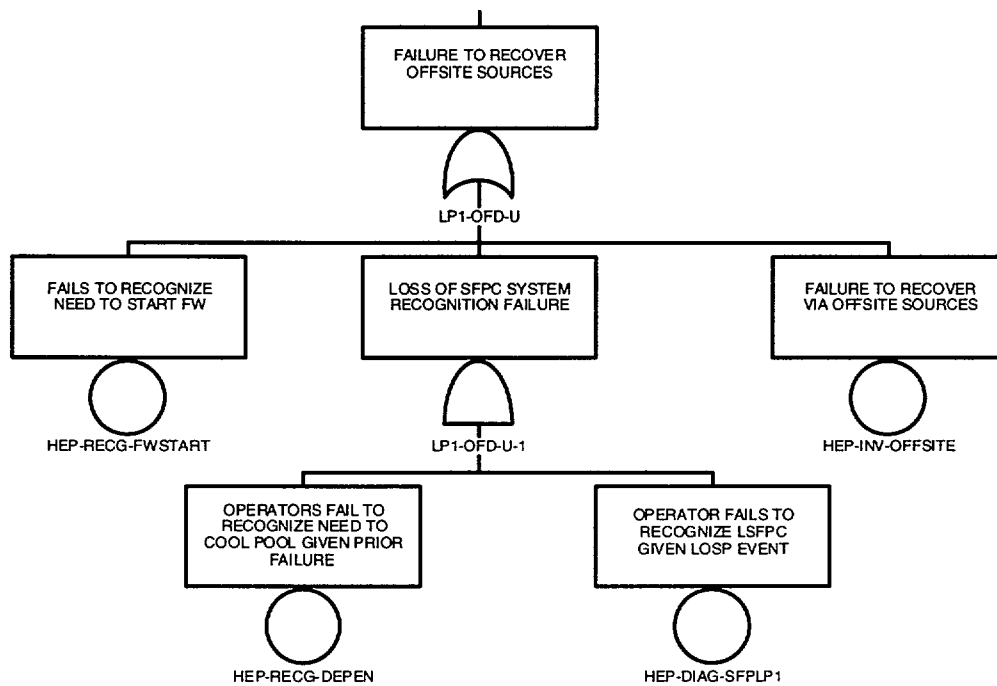 FAILURE TO RECOVER
OFFSITE SOURCES
LP1-OFD-U
FAILS TO RECOGNIZE
NEED TO START FW
LOSS OF SFPC SYSTEM
RECOGNITION FAILURE
FAILURE TO RECOVER
VIA OFFSITE SOURCES
HEP-RECG-FWSTART
LP1-OFD-U-1
HEP-INV-OFFSITE
OPERATORS FAIL TO
RECOGNIZE NEED TO
COOL POOL GIVEN PRIOR
FAILURE
OPERATOR FAILS TO
RECOGNIZE LSFPC
GIVEN LOSP EVENT
HEP-RECG-DEPEN
HEP-DIAG-SFPLP1